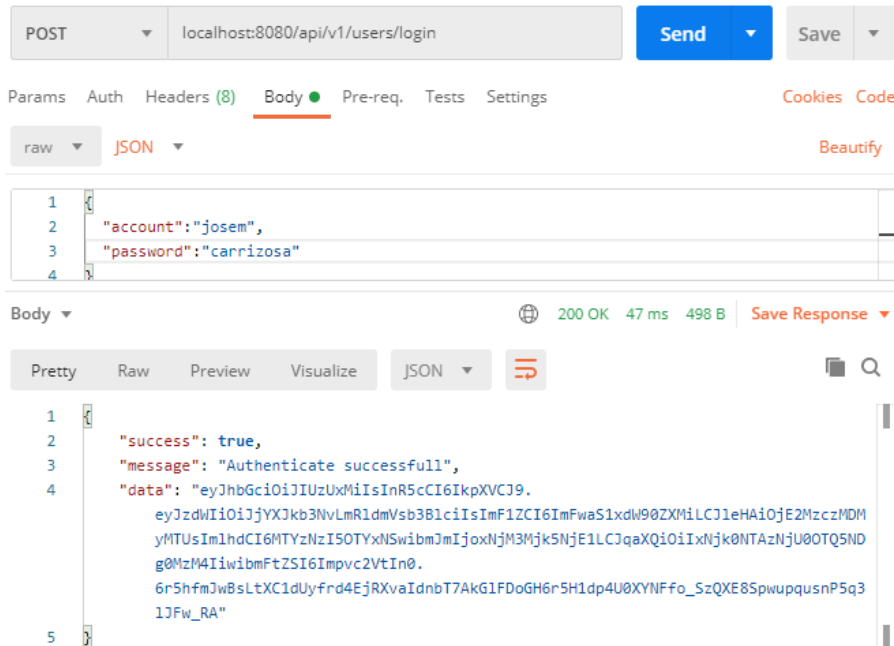 POST localhost:8080/api/v1/users/login Send Save
Params Auth Headers (8) Body Pre-req. Tests Settings Cookies Code
raw JSON Beautify
1 {
2 "account":"josem",
3 "password":"carrizosa"
4 }
Body 200 OK 47 ms 498 B Save Response
Pretty Raw Preview Visualize JSON
1 {
2 "success": true,
3 "message": "Authenticate successfull",
4 "data": "eyJhbGciOiJIUzUxMiIsInR5cCI6IkpXVCJ9.
eyJzdWIiOiJjYXJkb3NvLmRldmVsb3BlciIsImF1ZCI6ImFwaS1xdW90ZXMiLCJleHAiOjE2MzczMDM
yMTUsImlhdCI6MTYzNzI5OTYxNSwibmJmIjoxNjM3Mjk5NjE1LCJqaXQiOiIxNjk0NTAzNjU0OTQ5ND
g0MzM4IiwibmFtZSI6Impvc2VtIn0.
6r5hfmJwBsLtXC1dUyfrd4EjRXvaIdnbT7AkGlFDoGH6r5H1dp4U0XYNFfo_SzQXE8Spwupqusn​P5q3
lJFw_RA"
5 }